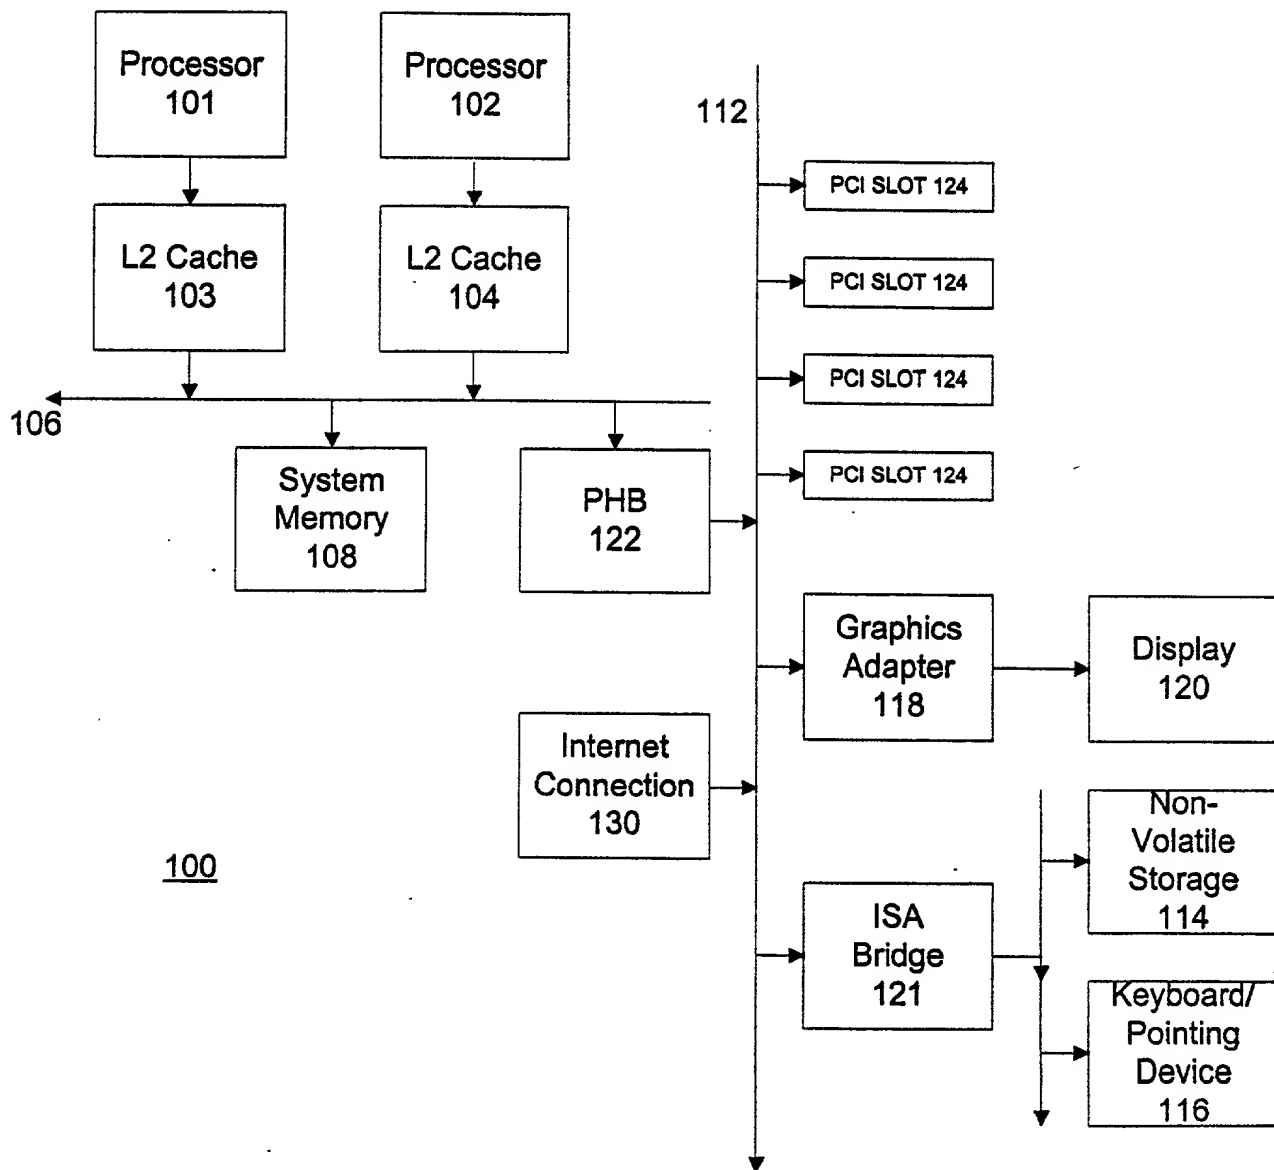 Processor
101
Processor
102
112
PCI SLOT 124
L2 Cache
103
L2 Cache
104
PCI SLOT 124
PCI SLOT 124
106
System
Memory
108
PHB
122
PCI SLOT 124
Graphics
Adapter
118
Display
120
Internet
Connection
130
Non-
Volatile
Storage
114
100
ISA
Bridge
121
Keyboard/
Pointing
Device
116